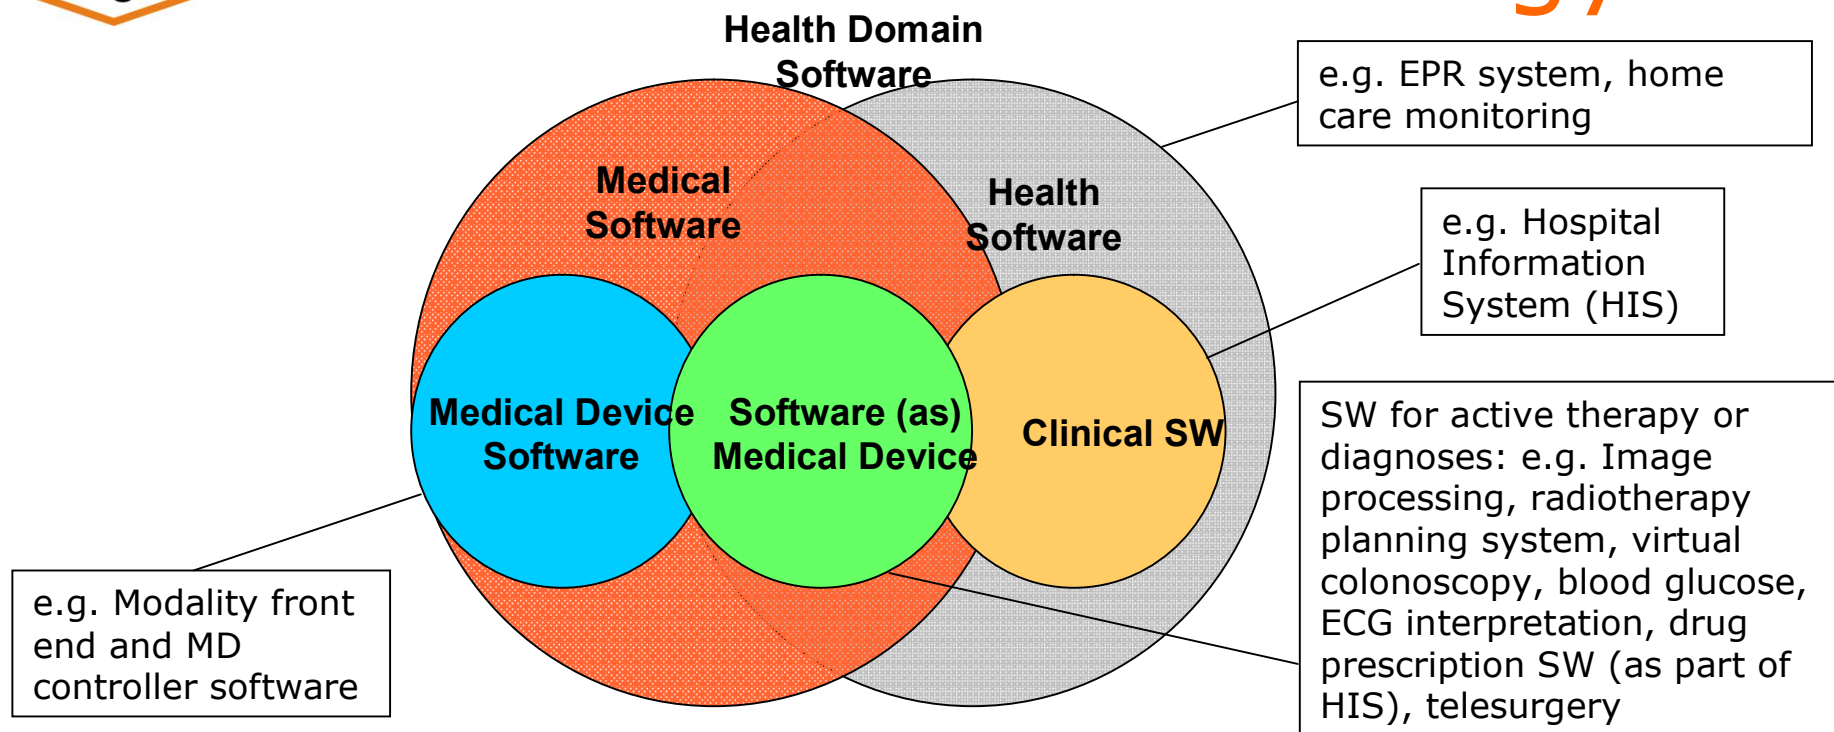 Health Domain
Software
e.g. EPR system, home
care monitoring
Medical
Software
Health
Software
e.g. Hospital
Information
System (HIS)
Medical Device
Software
Software (as)
Medical Device
Clinical SW
SW for active therapy or
diagnoses: e.g. Image
processing, radiotherapy
planning system, virtual
colonoscopy, blood glucose,
ECG interpretation, drug
prescription SW (as part of
HIS), telesurgery
e.g. Modality front
end and MD
controller software